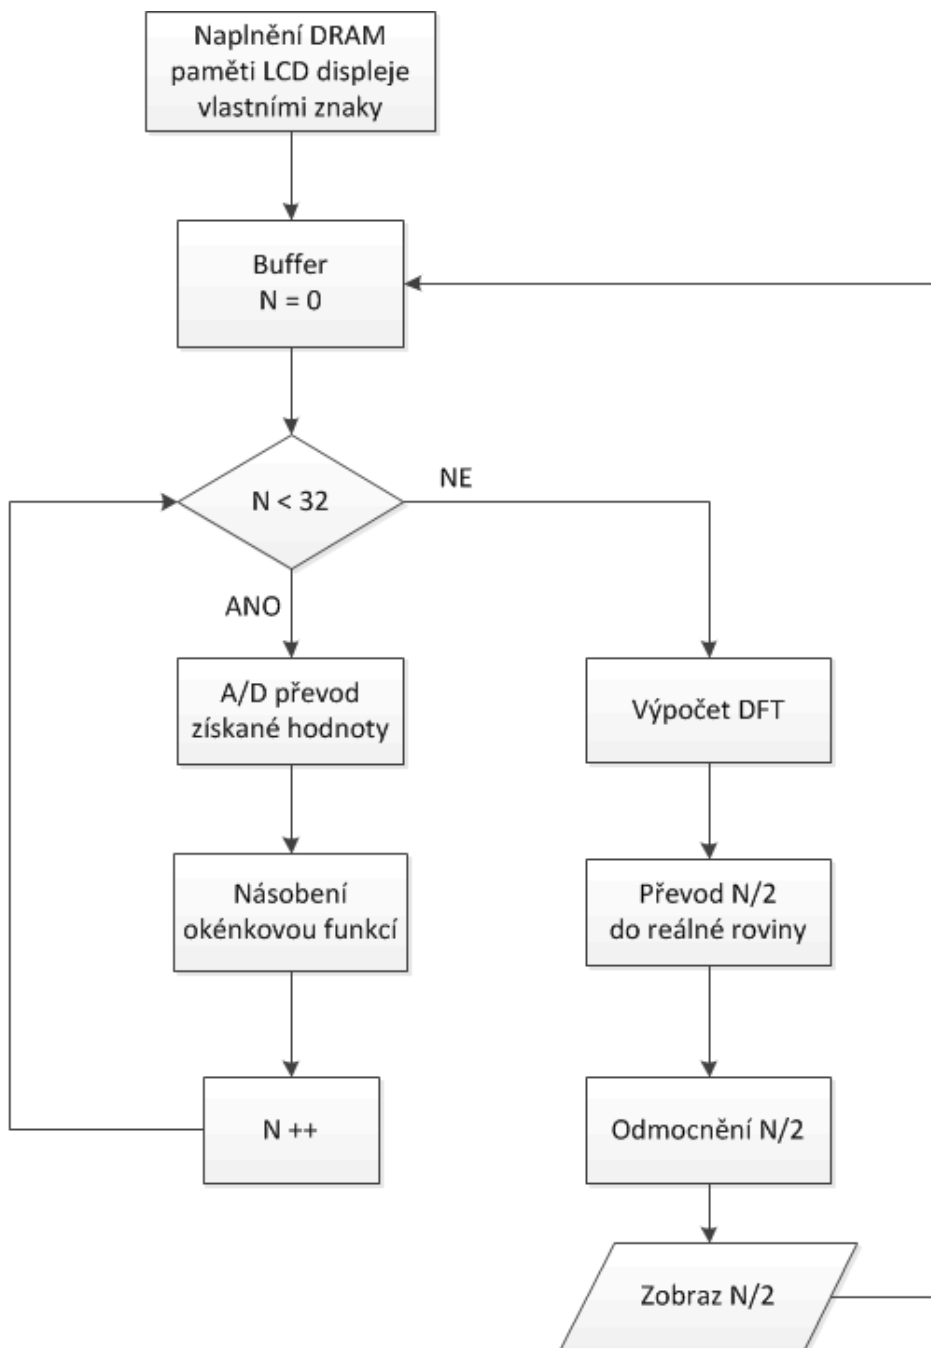 Naplnění DRAM
paměti LCD displeje
vlastními znaky
Buffer
N = 0
N < 32
NE
ANO
A/D převod
získané hodnoty
Násobení
okénkovou funkcí
N ++
Výpočet DFT
Převod N/2
do reálné roviny
Odmocnění N/2
Zobraz N/2